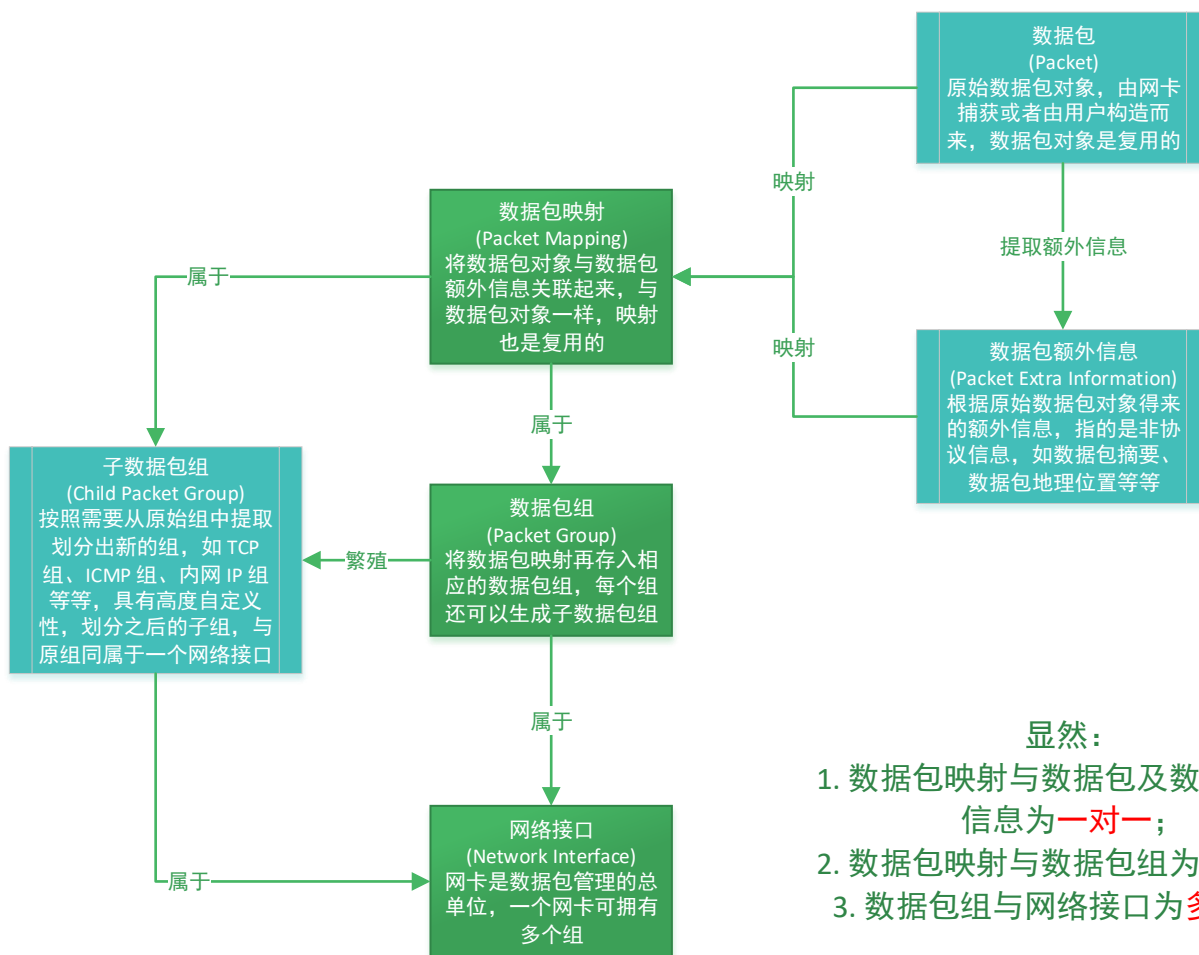 数据包
(Packet)
原始数据包对象，由网卡
捕获或者由用户构造而
来，数据包对象是复用的
映射
提取额外信息
数据包映射
(Packet Mapping)
将数据包对象与数据包
额外信息关联起来，与
数据包对象一样，映射
也是复用的
属于
映射
数据包额外信息
(Packet Extra Information)
根据原始数据包对象得来
的额外信息，指的是非协
议信息，如数据包摘要、
数据包地理位置等等
属于
子数据包组
(Child Packet Group)
按照需要从原始组中提取
划分出新的组，如 TCP
组、ICMP 组、内网 IP 组
等等，具有高度自定义
性，划分之后的子组，与
原组同属于一个网络接口
繁殖
数据包组
(Packet Group)
将数据包映射再存入相
应的数据包组，每个组
还可以生成子数据包组
属于
网络接口
(Network Interface)
网卡是数据包管理的总
单位，一个网卡可拥有
多个组
属于
显然：
1. 数据包映射与数据包及数
信息为一对一；
2. 数据包映射与数据包组为
3. 数据包组与网络接口为